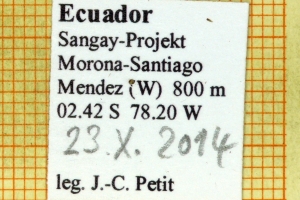 Ecuador
Sangay-Projekt
Morona-Santiago
Mendez (W) 800 m
02.42 S 78.20 W
23.X. 2014
leg. J.-C. Petit